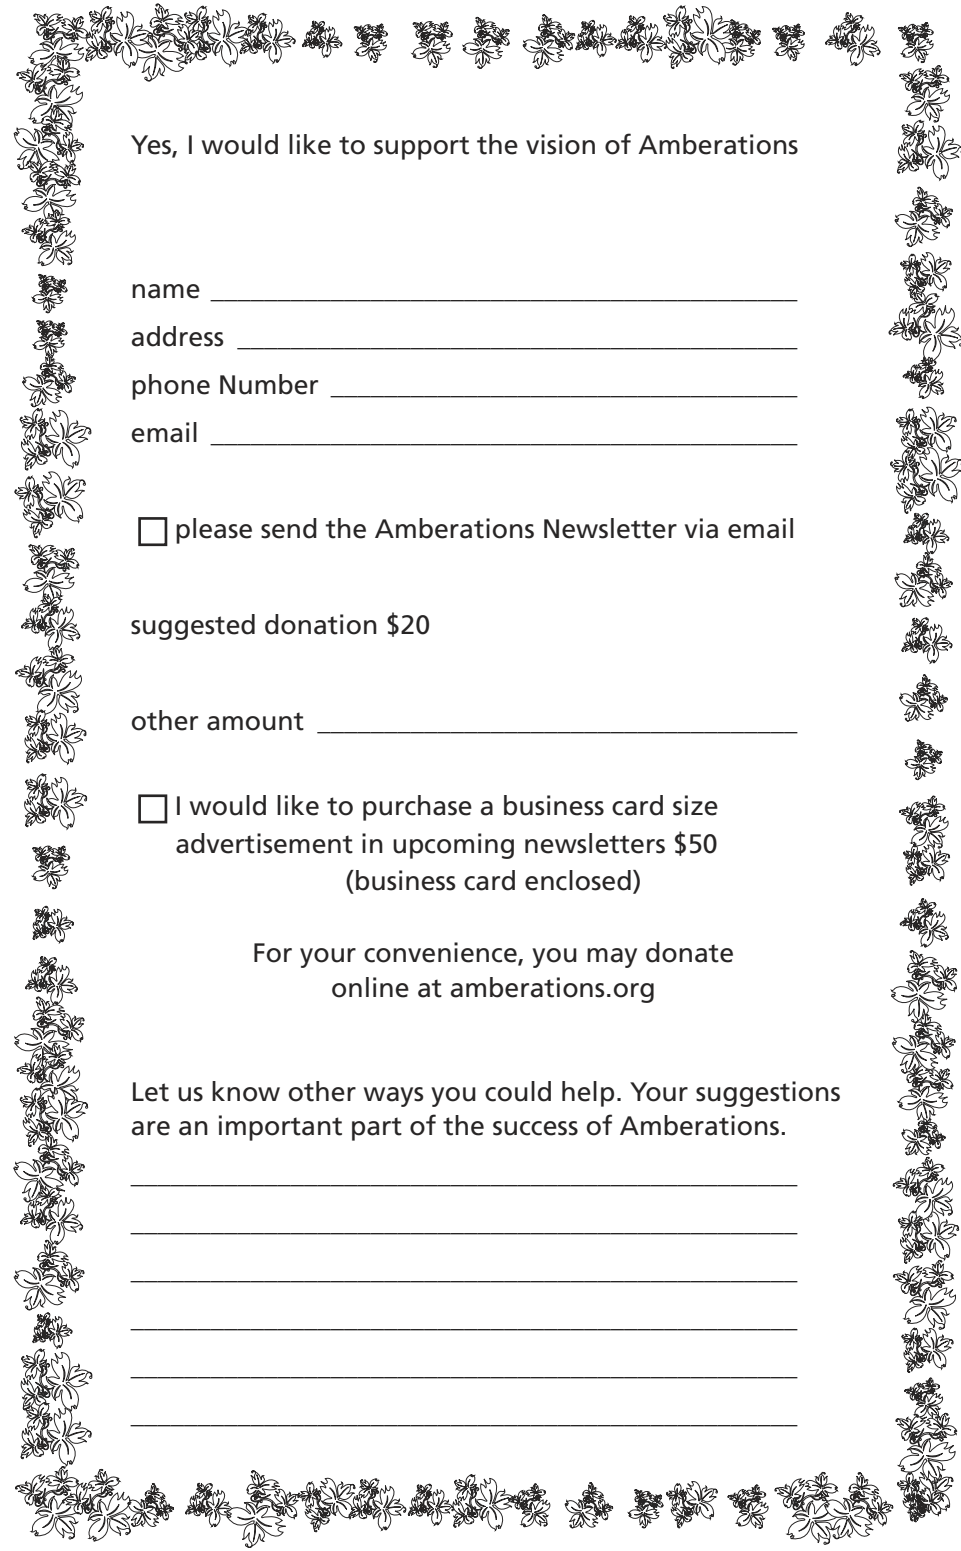 Yes, I would like to support the vision of Amberations
name
address
phone Number
email
please send the Amberations Newsletter via email
suggested donation $20
other amount
I would like to purchase a business card size
advertisement in upcoming newsletters $50
(business card enclosed)
For your convenience, you may donate
online at amberations.org
Let us know other ways you could help. Your suggestions
are an important part of the success of Amberations.